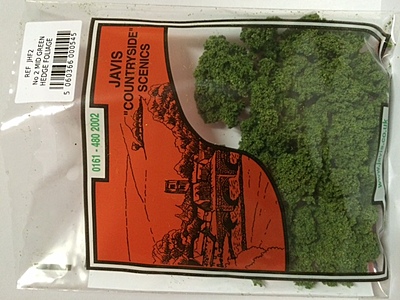 REF JHF2
No 2 MID GREEN
HEDGE FOLIAGE
5 060366 000545
JAVIS
"COUNTRYSIDE"
SCENICS
0161 - 480 2002